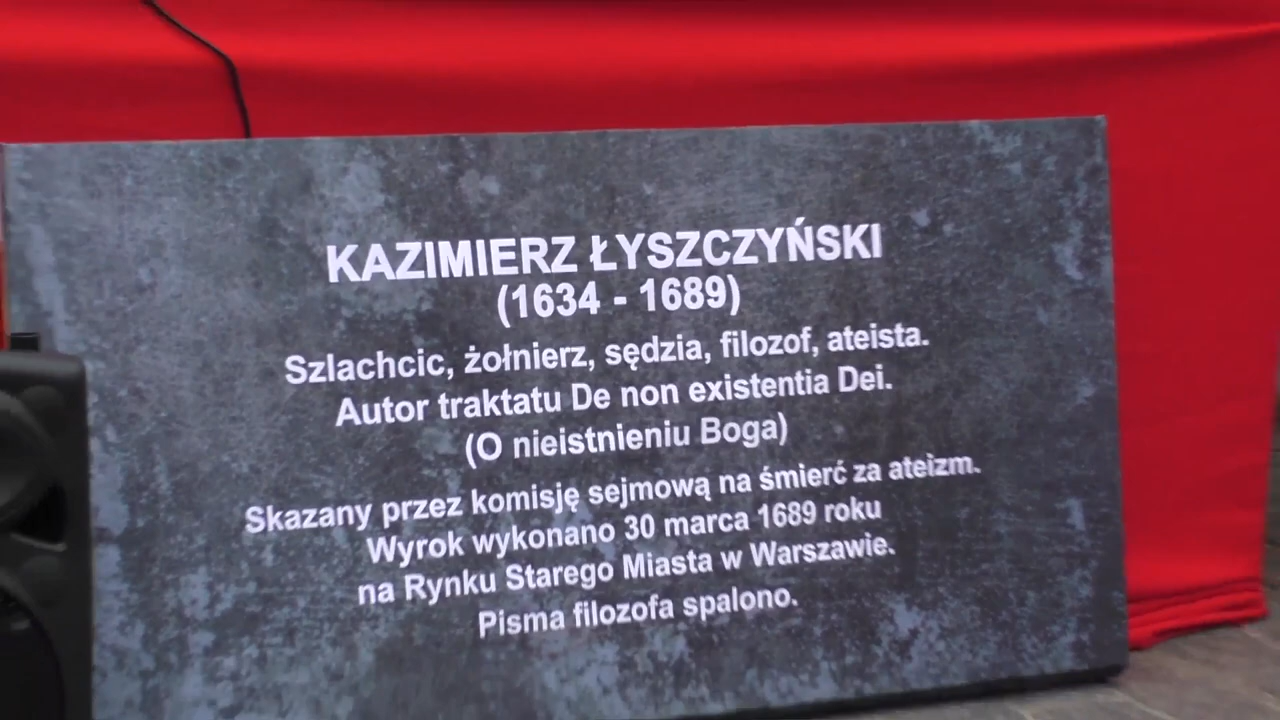 KAZIMIERZ ŁYSZCZYŃSKI
(1634 - 1689)
Szlachcic, żołnierz, sędzia, filozof, ateista.
Autor traktatu De non existentia Dei.
(O nieistnieniu Boga)
Skazany przez komisję sejmową na śmierć za ateizm.
Wyrok wykonano 30 marca 1689 roku
na Rynku Starego Miasta w Warszawie.
Pisma filozofa spalono.